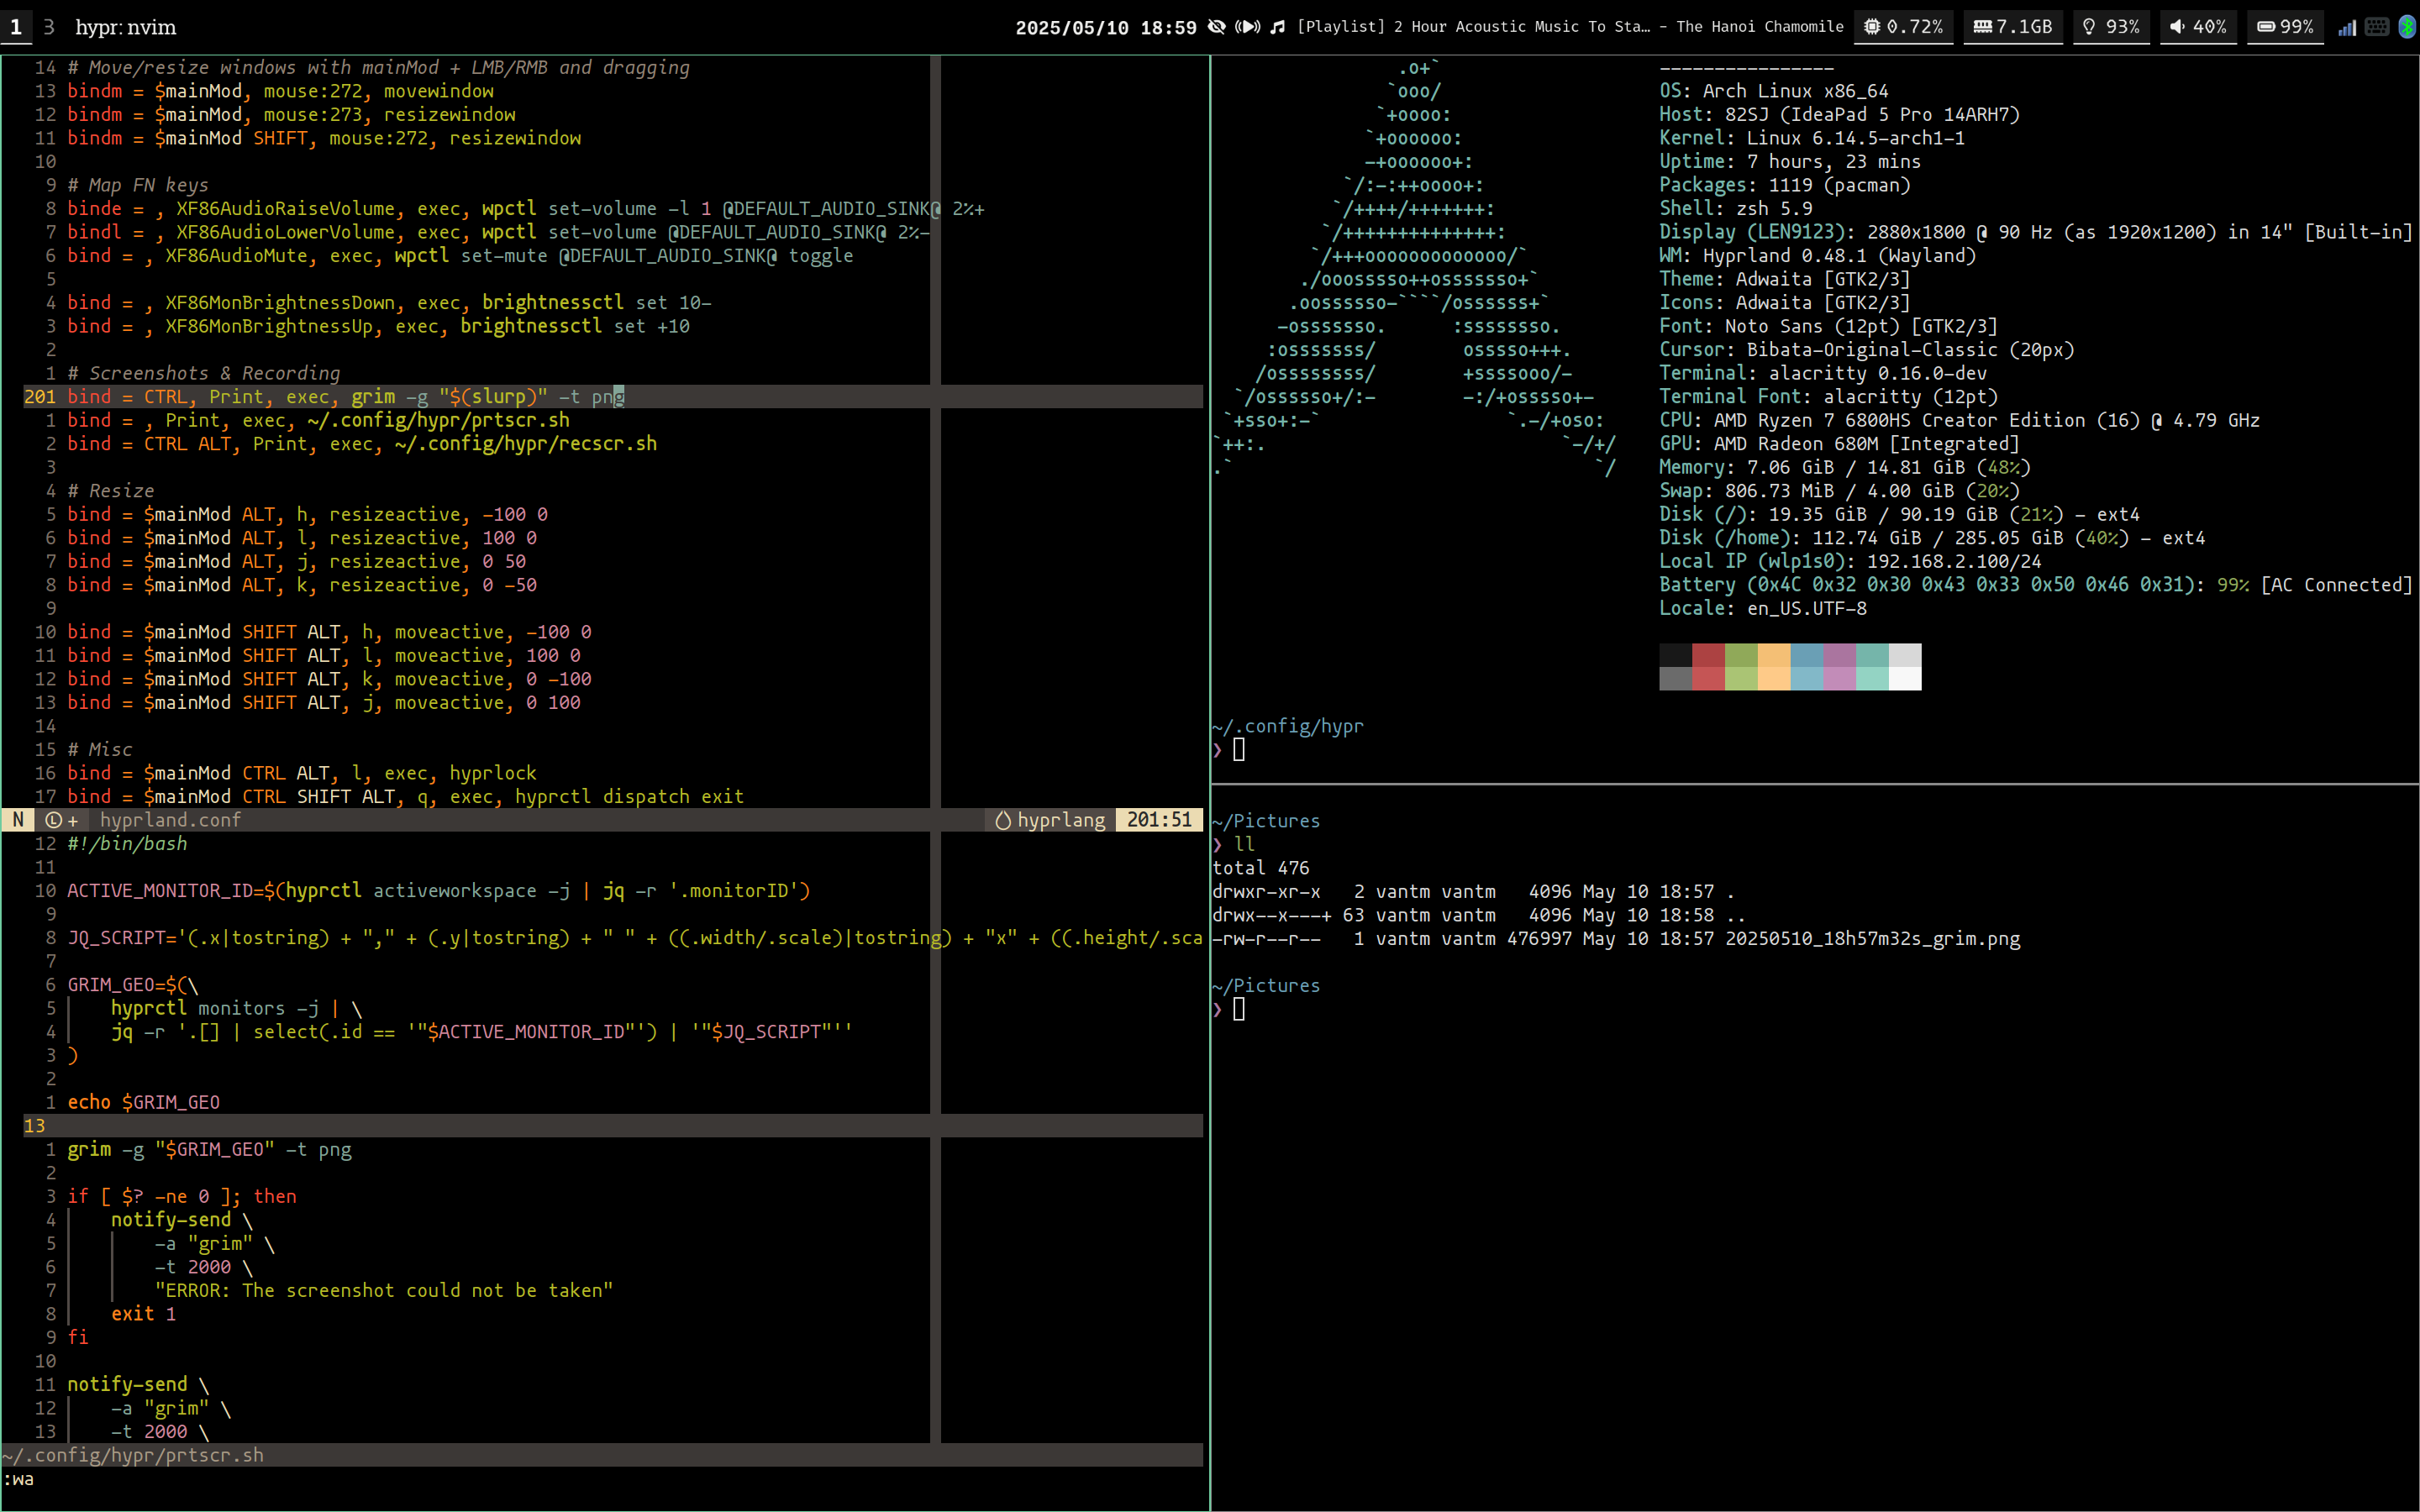 1 3 hypr: nvim
2025/05/10 18:59 [Playlist] 2 Hour Acoustic Music To Sta… - The Hanoi Chamomile 0.72% 7.1GB 93% 40% 99%
14 # Move/resize windows with mainMod + LMB/RMB and dragging
13 bindm = $mainMod, mouse:272, movewindow
12 bindm = $mainMod, mouse:273, resizewindow
11 bindm = $mainMod SHIFT, mouse:272, resizewindow
10
9 # Map FN keys
8 binde = , XF86AudioRaiseVolume, exec, wpctl set-volume -l 1 @DEFAULT_AUDIO_SINK@ 2%+
7 bindl = , XF86AudioLowerVolume, exec, wpctl set-volume @DEFAULT_AUDIO_SINK@ 2%-
6 bind = , XF86AudioMute, exec, wpctl set-mute @DEFAULT_AUDIO_SINK@ toggle
5
4 bind = , XF86MonBrightnessDown, exec, brightnessctl set 10-
3 bind = , XF86MonBrightnessUp, exec, brightnessctl set +10
2
1 # Screenshots & Recording
201 bind = CTRL, Print, exec, grim -g "$(slurp)" -t png
1 bind = , Print, exec, ~/.config/hypr/prtscr.sh
2 bind = CTRL ALT, Print, exec, ~/.config/hypr/recscr.sh
3
4 # Resize
5 bind = $mainMod ALT, h, resizeactive, -100 0
6 bind = $mainMod ALT, l, resizeactive, 100 0
7 bind = $mainMod ALT, j, resizeactive, 0 50
8 bind = $mainMod ALT, k, resizeactive, 0 -50
9
10 bind = $mainMod SHIFT ALT, h, moveactive, -100 0
11 bind = $mainMod SHIFT ALT, l, moveactive, 100 0
12 bind = $mainMod SHIFT ALT, k, moveactive, 0 -100
13 bind = $mainMod SHIFT ALT, j, moveactive, 0 100
14
15 # Misc
16 bind = $mainMod CTRL ALT, l, exec, hyprlock
17 bind = $mainMod CTRL SHIFT ALT, q, exec, hyprctl dispatch exit
N Ⓛ + hyprland.conf hyprlang 201:51
12 #!/bin/bash
11
10 ACTIVE_MONITOR_ID=$(hyprctl activeworkspace -j | jq -r '.monitorID')
9
8 JQ_SCRIPT='(.x|tostring) + "," + (.y|tostring) + " " + ((.width/.scale)|tostring) + "x" + ((.height/.sca
7
6 GRIM_GEO=$(\
5 hyprctl monitors -j | \
4 jq -r '.[] | select(.id == '"$ACTIVE_MONITOR_ID"') | '"$JQ_SCRIPT"''
3 )
2
1 echo $GRIM_GEO
13
1 grim -g "$GRIM_GEO" -t png
2
3 if [ $? -ne 0 ]; then
4 notify-send \
5 -a "grim" \
6 -t 2000 \
7 "ERROR: The screenshot could not be taken"
8 exit 1
9 fi
10
11 notify-send \
12 -a "grim" \
13 -t 2000 \
~/.config/hypr/prtscr.sh
:wa
.o+`
`ooo/
`+oooo:
`+oooooo:
-+oooooo+:
`/:-:++oooo+:
`/++++/+++++++:
`/++++++++++++++:
`/+++ooooooooooooo/`
./ooosssso++osssssso+`
.oossssso-````/ossssss+`
-osssssso. :ssssssso.
:osssssss/ osssso+++.
/ossssssss/ +ssssooo/-
`/ossssso+/:- -:/+osssso+-
`+sso+:-` `.-/+oso:
`++:. `-/+/
.` `/
---------------
OS: Arch Linux x86_64
Host: 82SJ (IdeaPad 5 Pro 14ARH7)
Kernel: Linux 6.14.5-arch1-1
Uptime: 7 hours, 23 mins
Packages: 1119 (pacman)
Shell: zsh 5.9
Display (LEN9123): 2880x1800 @ 90 Hz (as 1920x1200) in 14" [Built-in]
WM: Hyprland 0.48.1 (Wayland)
Theme: Adwaita [GTK2/3]
Icons: Adwaita [GTK2/3]
Font: Noto Sans (12pt) [GTK2/3]
Cursor: Bibata-Original-Classic (20px)
Terminal: alacritty 0.16.0-dev
Terminal Font: alacritty (12pt)
CPU: AMD Ryzen 7 6800HS Creator Edition (16) @ 4.79 GHz
GPU: AMD Radeon 680M [Integrated]
Memory: 7.06 GiB / 14.81 GiB (48%)
Swap: 806.73 MiB / 4.00 GiB (20%)
Disk (/): 19.35 GiB / 90.19 GiB (21%) - ext4
Disk (/home): 112.74 GiB / 285.05 GiB (40%) - ext4
Local IP (wlp1s0): 192.168.2.100/24
Battery (0x4C 0x32 0x30 0x43 0x33 0x50 0x46 0x31): 99% [AC Connected]
Locale: en_US.UTF-8
~/.config/hypr
❯
~/Pictures
❯ ll
total 476
drwxr-xr-x 2 vantm vantm 4096 May 10 18:57 .
drwx--x---+ 63 vantm vantm 4096 May 10 18:58 ..
-rw-r--r-- 1 vantm vantm 476997 May 10 18:57 20250510_18h57m32s_grim.png
~/Pictures
❯